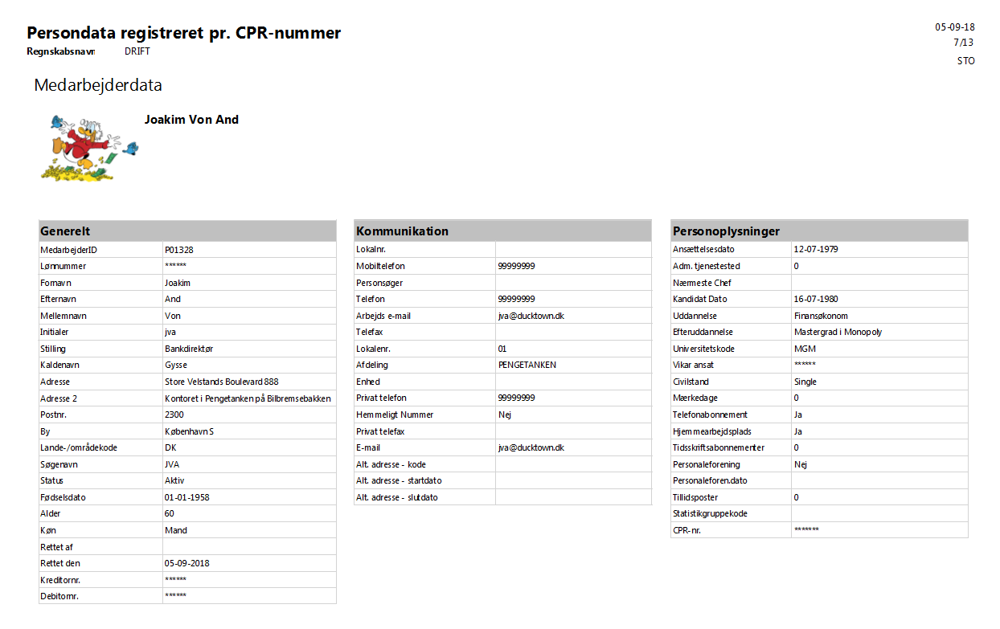 Persondata registreret pr. CPR-nummer
05-09-18
Regnskabsnavn DRIFT
7/13
STO
Medarbejderdata
Joakim Von And
Generelt
MedarbejderID P01328
Lønnummer ******
Fornavn Joakim
Efternavn And
Mellemnavn Von
Initialer jva
Stilling Bankdirektør
Kaldenavn Gysse
Adresse Store Velstands Boulevard 888
Adresse 2 Kontoret i Pengetanken på Bilbremsebakken
Postnr. 2300
By København S
Lande-/områdekode DK
Søgenavn JVA
Status Aktiv
Fødselsdato 01-01-1958
Alder 60
Køn Mand
Rettet af
Rettet den 05-09-2018
Kreditornr. ******
Debitornr. ******
Kommunikation
Lokalnr.
Mobiltelefon 99999999
Personsøger
Telefon 99999999
Arbejds e-mail jva@ducktown.dk
Telefax
Lokalenr. 01
Afdeling PENGETANKEN
Enhed
Privat telefon 99999999
Hemmeligt Nummer Nej
Privat telefax
E-mail jva@ducktown.dk
Alt. adresse - kode
Alt. adresse - startdato
Alt. adresse - slutdato
Personoplysninger
Ansættelsesdato 12-07-1979
Adm. tjenestested 0
Nærmeste Chef
Kandidat Dato 16-07-1980
Uddannelse Finansøkonom
Efteruddannelse Mastergrad i Monopoly
Universitetskode MGM
Vikar ansat ******
Civilstand Single
Mærkedage 0
Telefonabonnement Ja
Hjemmearbejdsplads Ja
Tidsskriftsabonnementer 0
Personaleforening Nej
Personaleforen.dato
Tillidsposter 0
Statistikgruppekode
CPR-nr. *******